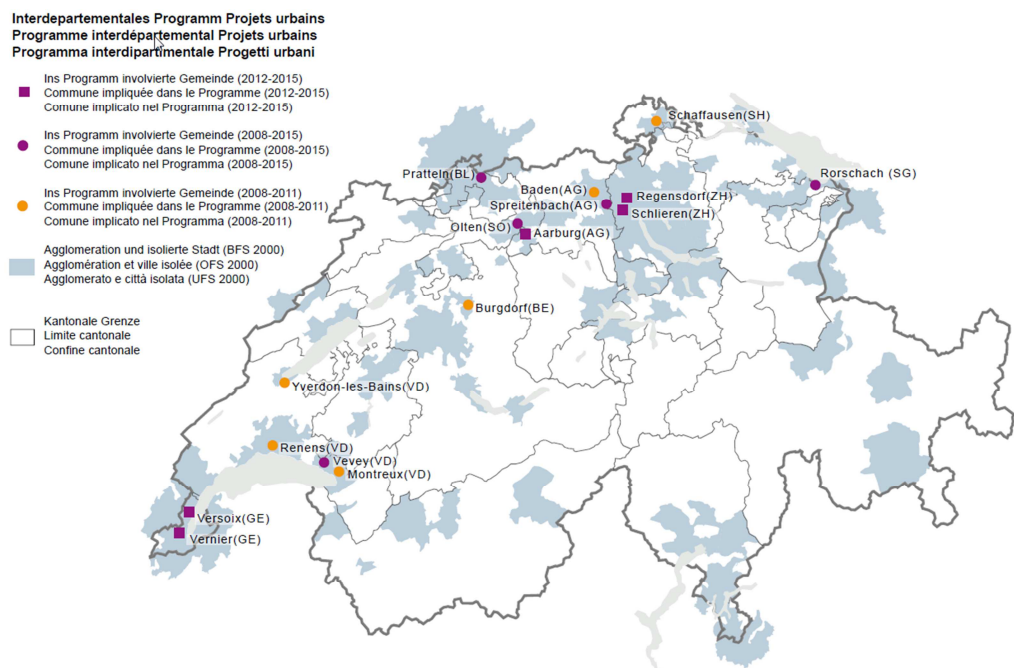 Interdepartementales Programm Projets urbains
Programme interdépartemental Projets urbains
Programma interdipartimentale Progetti urbani
Ins Programm involvierte Gemeinde (2012-2015)
Commune impliquée dans le Programme (2012-2015)
Comune implicato nel Programma (2012-2015)
Ins Programm involvierte Gemeinde (2008-2015)
Commune impliquée dans le Programme (2008-2015)
Comune implicato nel Programma (2008-2015)
Ins Programm involvierte Gemeinde (2008-2011)
Commune impliquée dans le Programme (2008-2011)
Comune implicato nel Programma (2008-2011)
Agglomeration und isolierte Stadt (BFS 2000)
Agglomération et ville isolée (OFS 2000)
Agglomerato e città isolata (UFS 2000)
Kantonale Grenze
Limite cantonale
Confine cantonale
Schaffausen(SH)
Pratteln(BL)
Rorschach (SG)
Baden(AG)
Regensdorf(ZH)
Spreitenbach(AG)
Schlieren(ZH)
Olten(SO)
Aarburg(AG)
Burgdorf(BE)
Yverdon-les-Bains(VD)
Renens(VD)
Vevey(VD)
Montreux(VD)
Versoix(GE)
Vernier(GE)